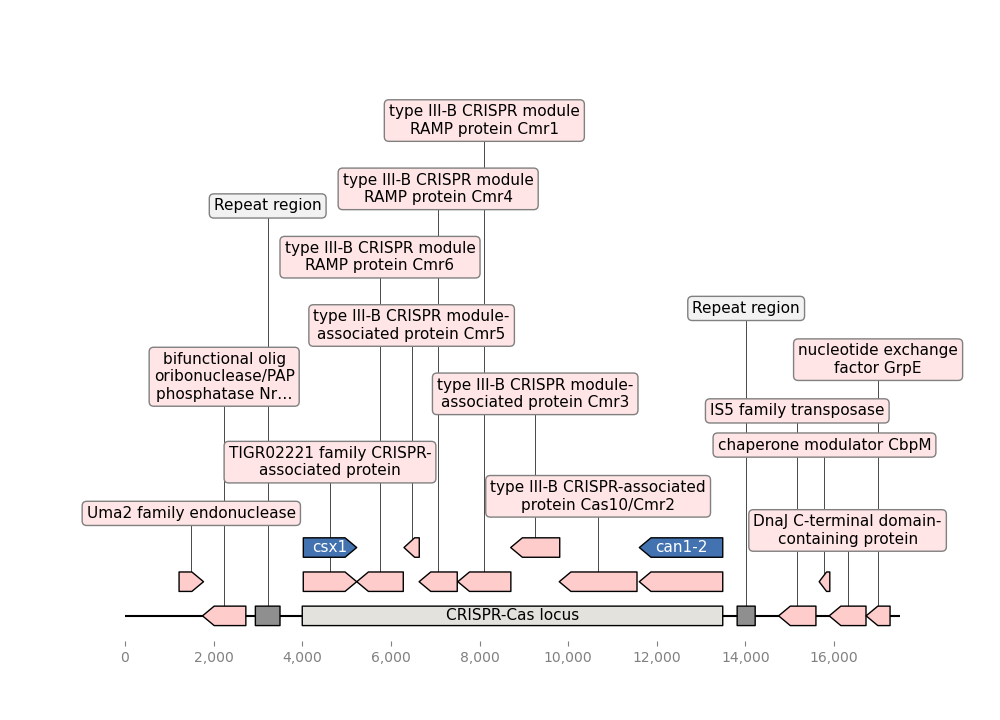 type III-B CRISPR module
RAMP protein Cmr1
type III-B CRISPR module
RAMP protein Cmr4
Repeat region
type III-B CRISPR module
RAMP protein Cmr6
Repeat region
type III-B CRISPR module-
associated protein Cmr5
nucleotide exchange
factor GrpE
bifunctional olig
oribonuclease/PAP
phosphatase Nr...
type III-B CRISPR module-
associated protein Cmr3
IS5 family transposase
chaperone modulator CbpM
TIGR02221 family CRISPR-
associated protein
type III-B CRISPR-associated
protein Cas10/Cmr2
Uma2 family endonuclease
DnaJ C-terminal domain-
containing protein
csx1
can1-2
CRISPR-Cas locus
0 2,000 4,000 6,000 8,000 10,000 12,000 14,000 16,000